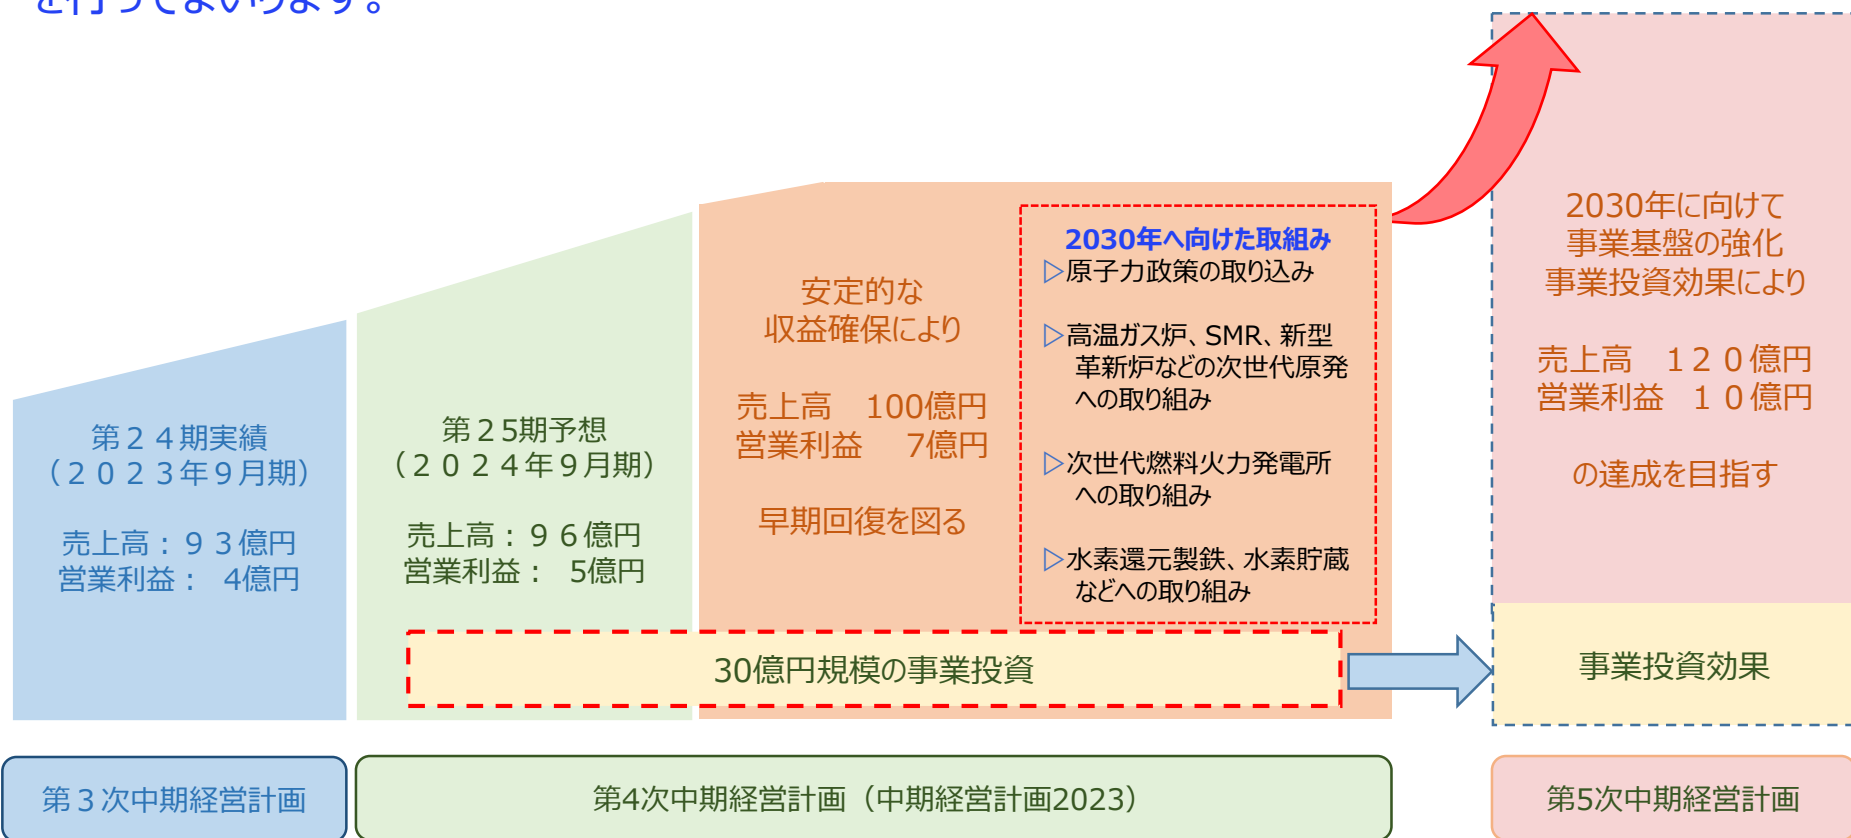 を行ってまいります。
第２４期実績
（２０２３年９月期）
売上高：９３億円
営業利益： 4億円
第２5期予想
（２０２４年９月期）
売上高：９６億円
営業利益： 5億円
安定的な
収益確保により
売上高　100億円
営業利益　7億円
早期回復を図る
2030年へ向けた取組み
▷原子力政策の取り込み
▷高温ガス炉、SMR、新型
革新炉などの次世代原発
への取り組み
▷次世代燃料火力発電所
への取り組み
▷水素還元製鉄、水素貯蔵
などへの取り組み
30億円規模の事業投資
2030年に向けて
事業基盤の強化
事業投資効果により
売上高　１２０億円
営業利益　１０億円
の達成を目指す
事業投資効果
第３次中期経営計画
第4次中期経営計画（中期経営計画2023）
第5次中期経営計画